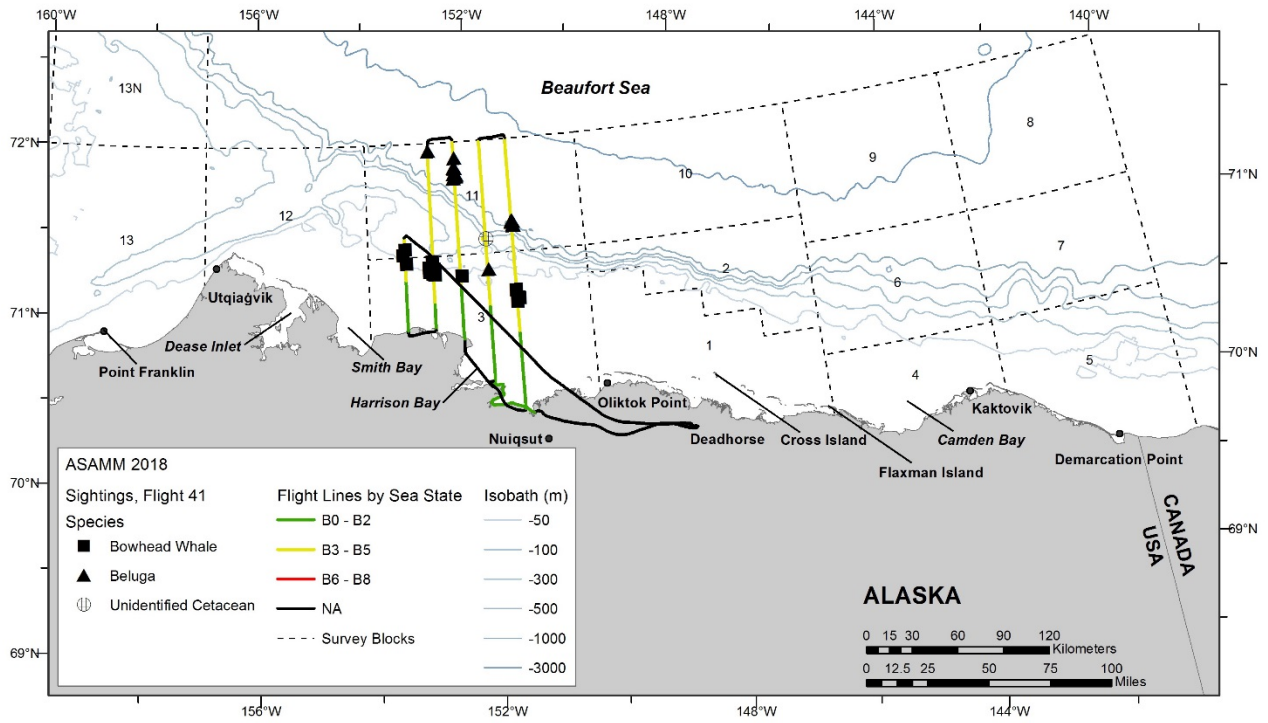 160°W
156°W
152°W
148°W
144°W
140°W
13N
Beaufort Sea
8
72°N
9
71°N
10
11
12
13
7
2
6
Utqiaġvik
71°N
3
1
70°N
Dease Inlet
Smith Bay
5
Point Franklin
4
Harrison Bay
Oliktok Point
Kaktovik
Nuiqsut
Deadhorse
Cross Island
Camden Bay
Flaxman Island
Demarcation Point
70°N
69°N
CANADA
USA
ASAMM 2018
Sightings, Flight 41
Species
Bowhead Whale
Beluga
Unidentified Cetacean
Flight Lines by Sea State
B0 - B2
B3 - B5
B6 - B8
NA
Survey Blocks
Isobath (m)
-50
-100
-300
-500
-1000
-3000
ALASKA
0 15 30 60 90 120
Kilometers
0 12.5 25 50 75 100
Miles
69°N
156°W
152°W
148°W
144°W